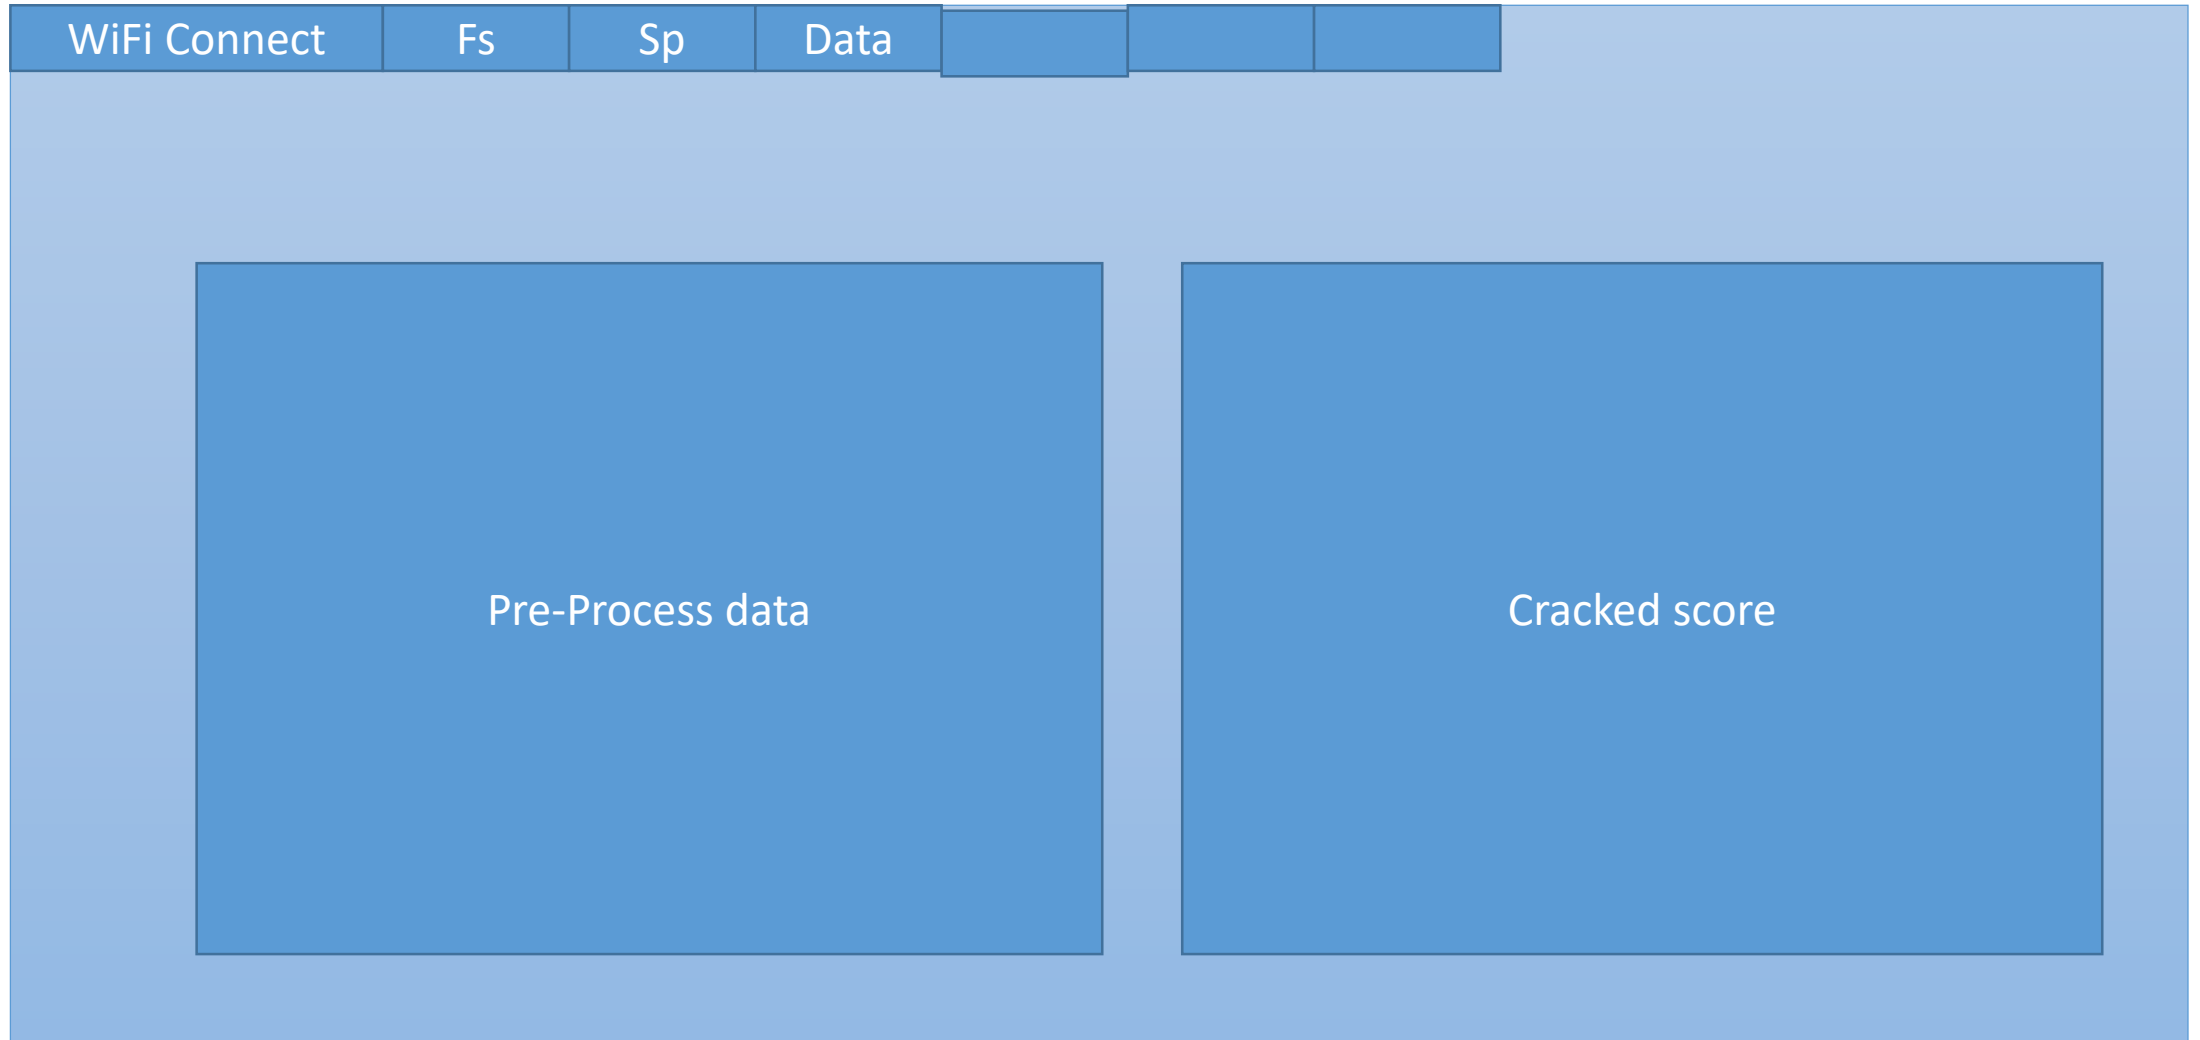 WiFi Connect Fs Sp Data
Pre-Process data
Cracked score